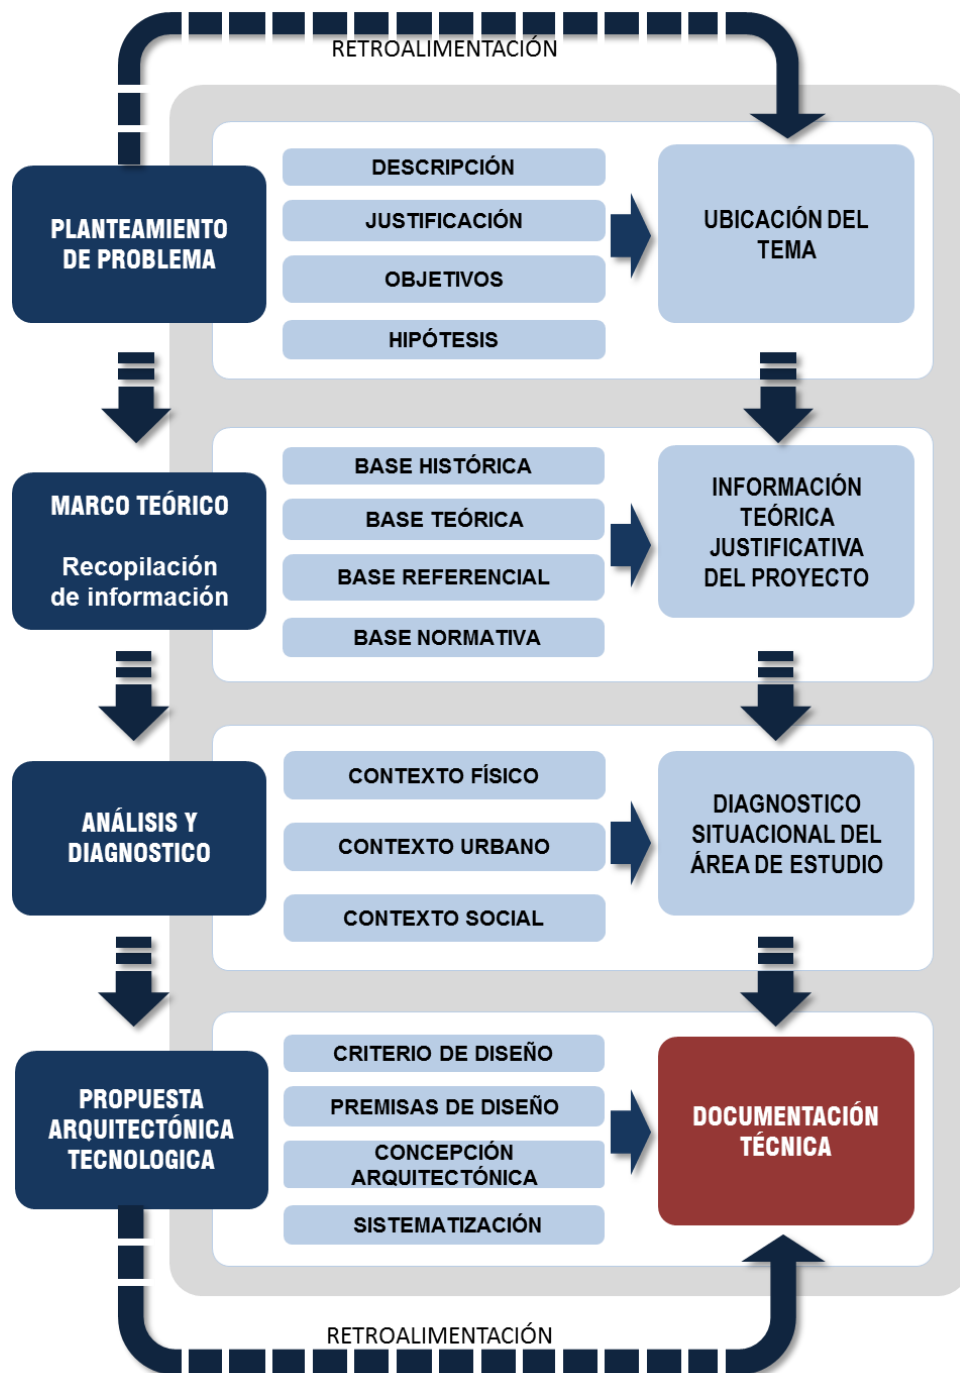 RETROALIMENTACIÓN
PLANTEAMIENTO
DE PROBLEMA
DESCRIPCIÓN
JUSTIFICACIÓN
OBJETIVOS
HIPÓTESIS
UBICACIÓN DEL
TEMA
MARCO TEÓRICO
Recopilación
de información
BASE HISTÓRICA
BASE TEÓRICA
BASE REFERENCIAL
BASE NORMATIVA
INFORMACIÓN
TEÓRICA
JUSTIFICATIVA
DEL PROYECTO
ANÁLISIS Y
DIAGNOSTICO
CONTEXTO FÍSICO
CONTEXTO URBANO
CONTEXTO SOCIAL
DIAGNOSTICO
SITUACIONAL DEL
ÁREA DE ESTUDIO
PROPUESTA
ARQUITECTÓNICA
TECNOLOGICA
CRITERIO DE DISEÑO
PREMISAS DE DISEÑO
CONCEPCIÓN
ARQUITECTÓNICA
SISTEMATIZACIÓN
DOCUMENTACIÓN
TÉCNICA
RETROALIMENTACIÓN